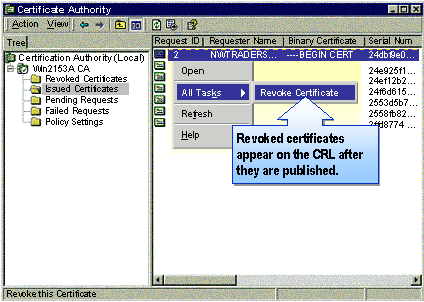 Certificate Authority
Action View
Tree
Request ID Requester Name Binary Certificate Serial Num
Certification Authority (Local)
Win2153A CA
Revoked Certificates
Issued Certificates
Pending Requests
Failed Requests
Policy Settings
2 NWTRADERS... ----BEGIN CERT 24dbf9e0...
24e925f1...
24ef12b2...
24f6d615...
2553d5b7...
2558fb82...
Open
All Tasks
Refresh
Help
Revoke Certificate
Revoked certificates
appear on the CRL after
they are published.
Revoke this Certificate